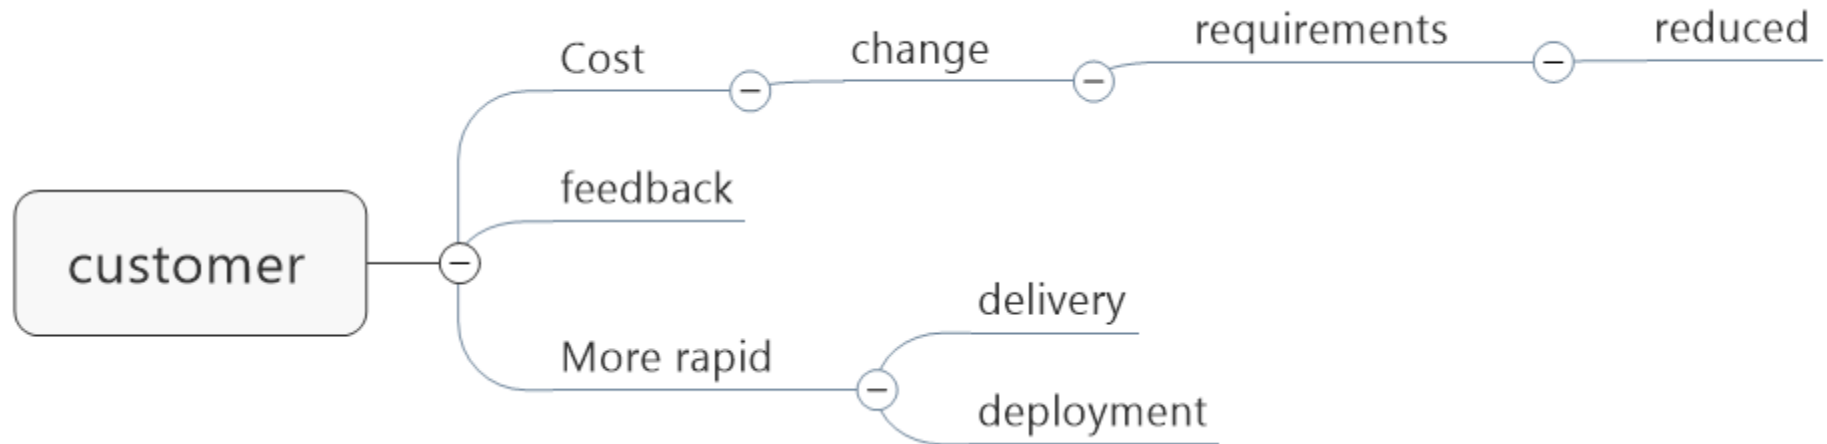 customer
Cost
change
requirements
reduced
feedback
More rapid
delivery
deployment